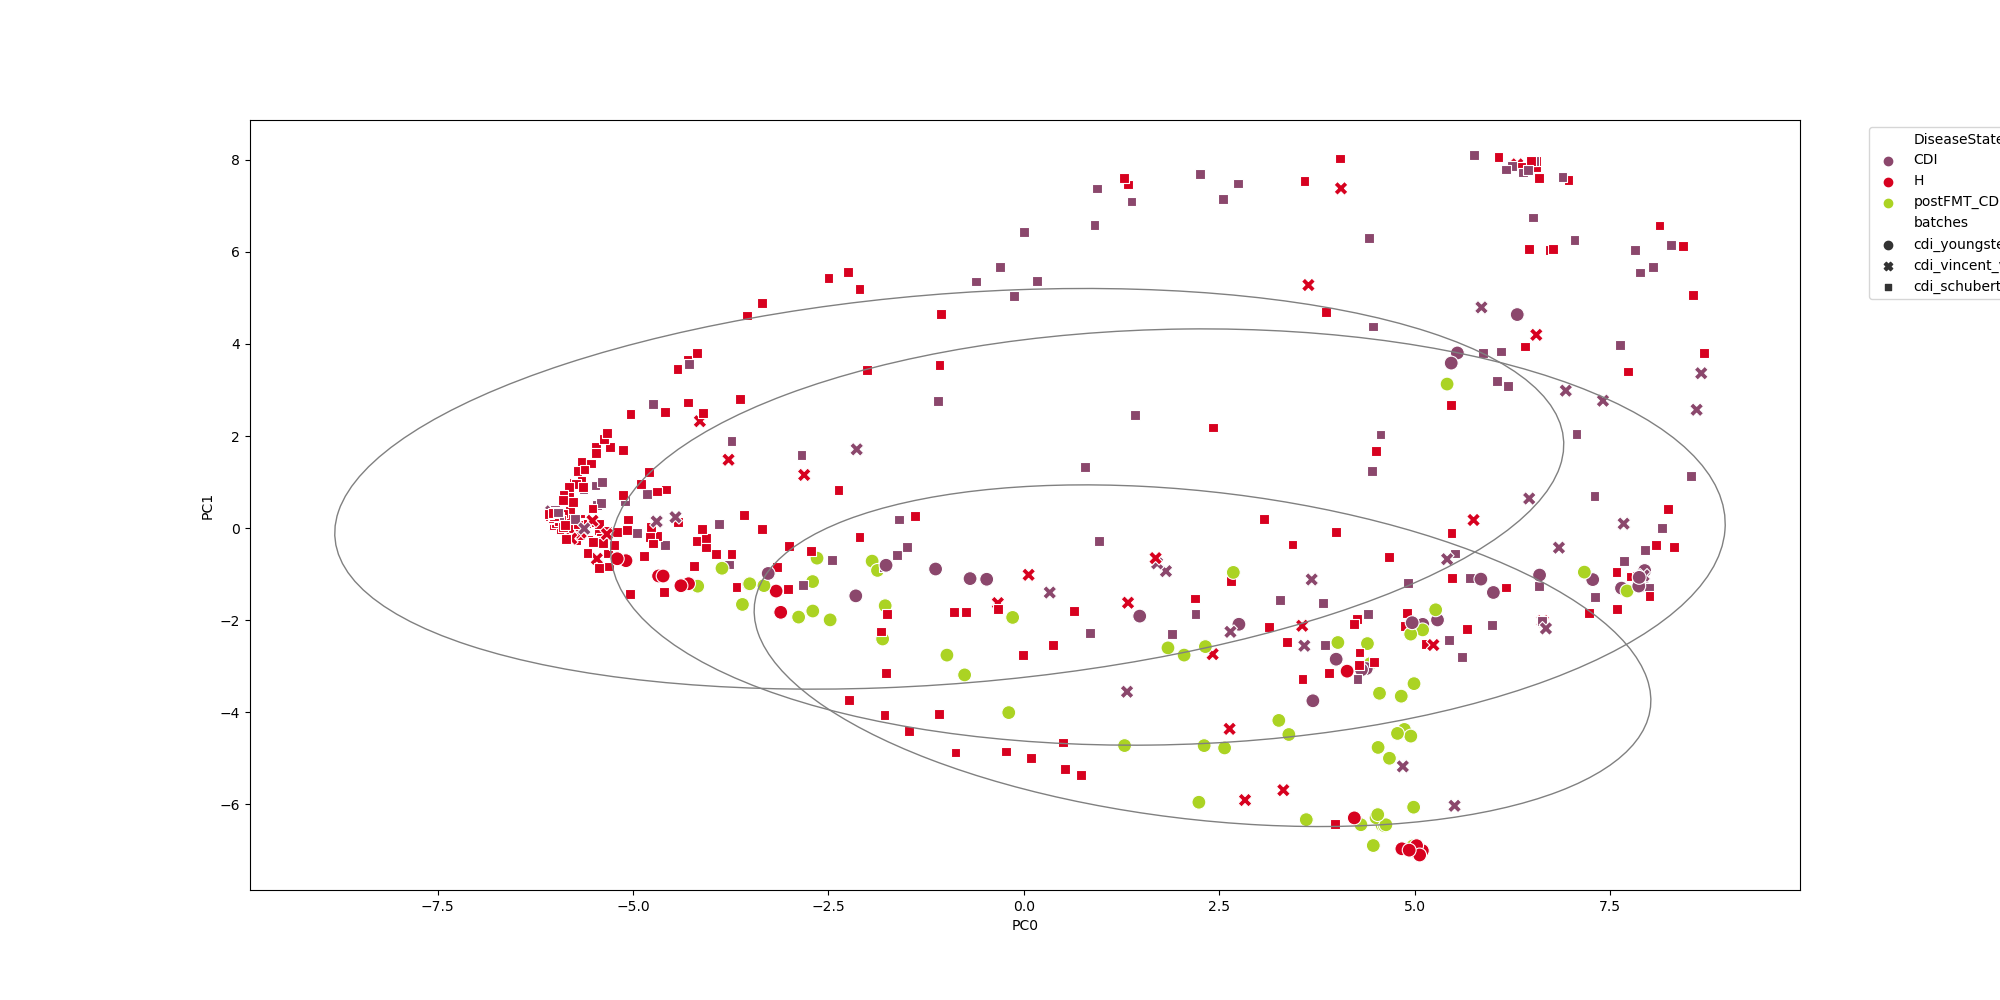 DiseaseState
CDI
H
postFMT_CD
batches
cdi_youngste
cdi_vincent_
cdi_schubert
8
6
4
2
0
−2
−4
−6
PC1
−7.5
−5.0
−2.5
0.0
2.5
5.0
7.5
PC0